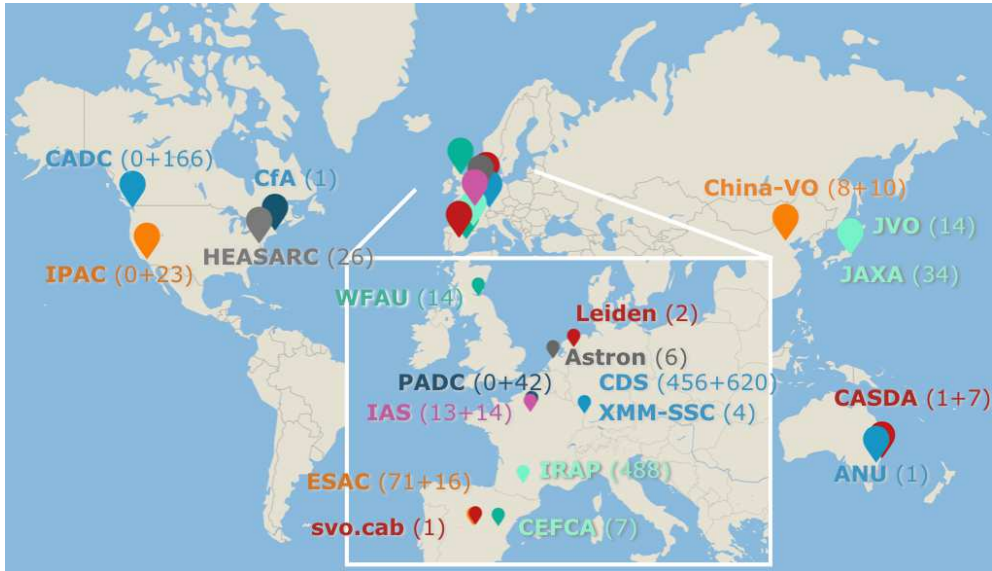 CADC (0+166)
CfA (1)
China-VO (8+10)
JVO (14)
HEASARC (26)
IPAC (0+23)
JAXA (34)
WFAU (14)
Leiden (2)
Astron (6)
PADC (0+42)
CDS (456+620)
IAS (13+14)
XMM-SSC (4)
CASDA (1+7)
IRAP (488)
ANU (1)
ESAC (71+16)
svo.cab (1)
CEFCA (7)